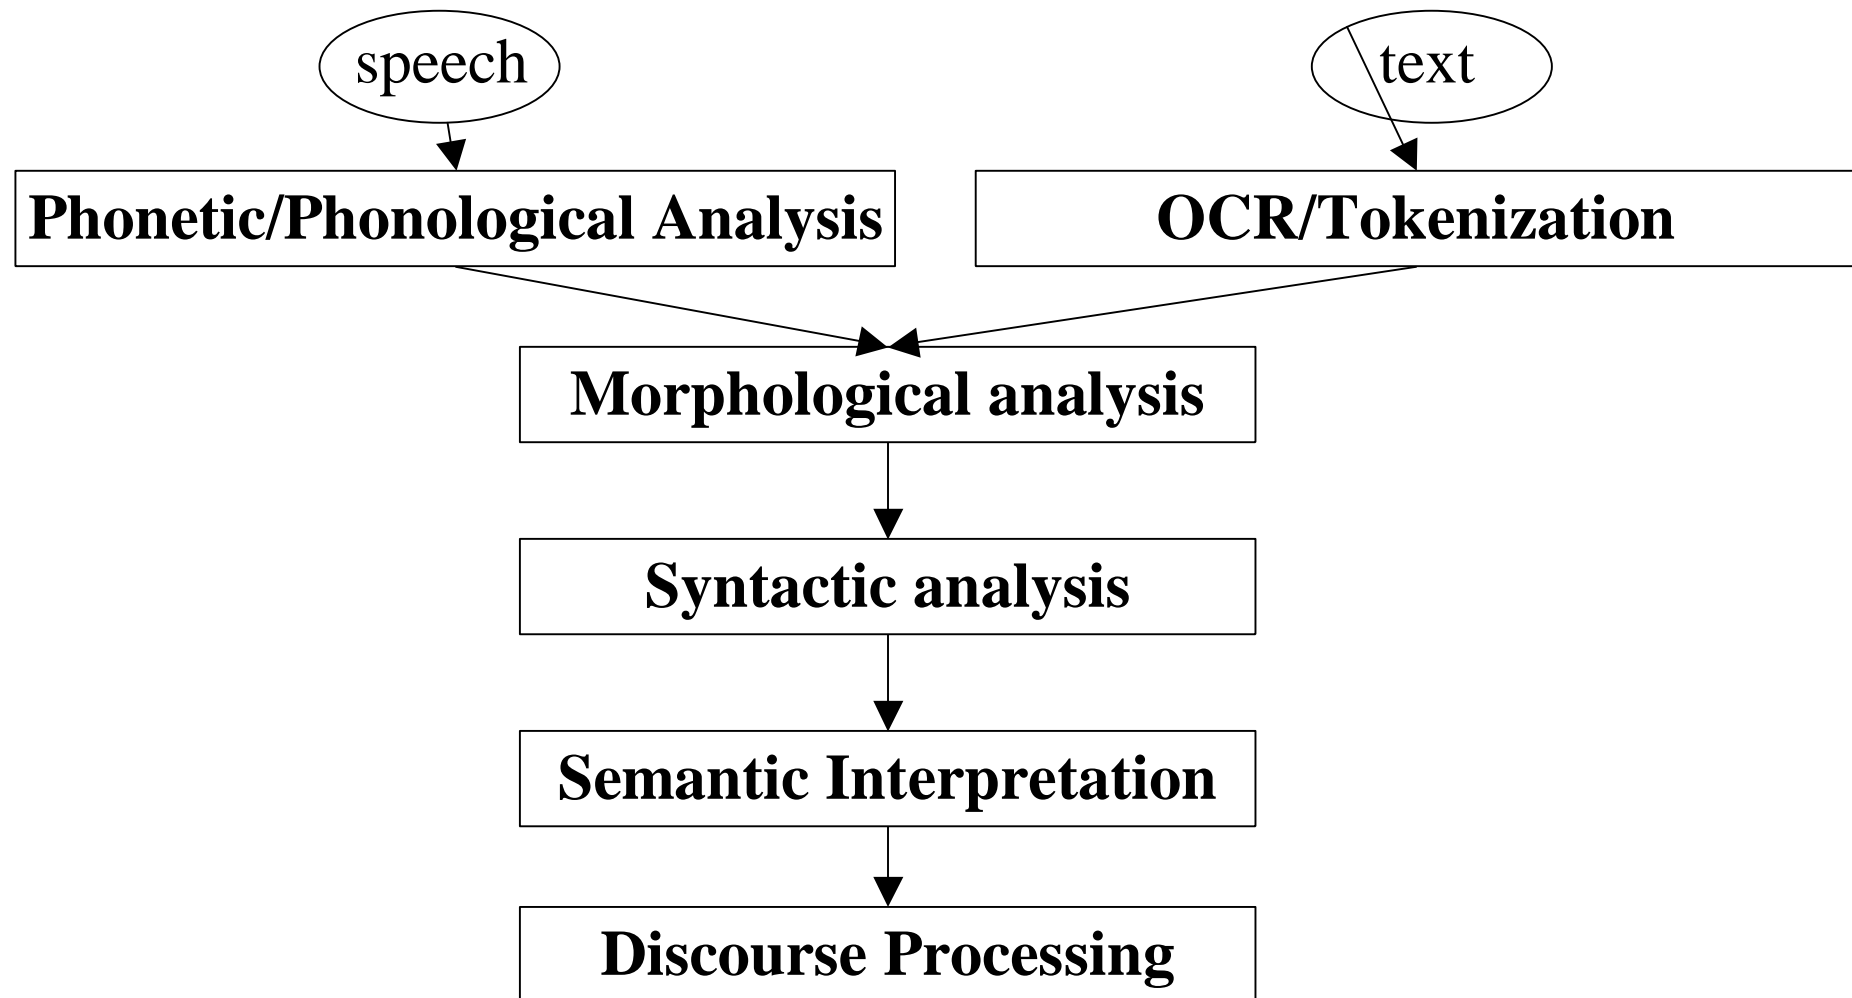 speech
text
Phonetic/Phonological Analysis
OCR/Tokenization
Morphological analysis
Syntactic analysis
Semantic Interpretation
Discourse Processing